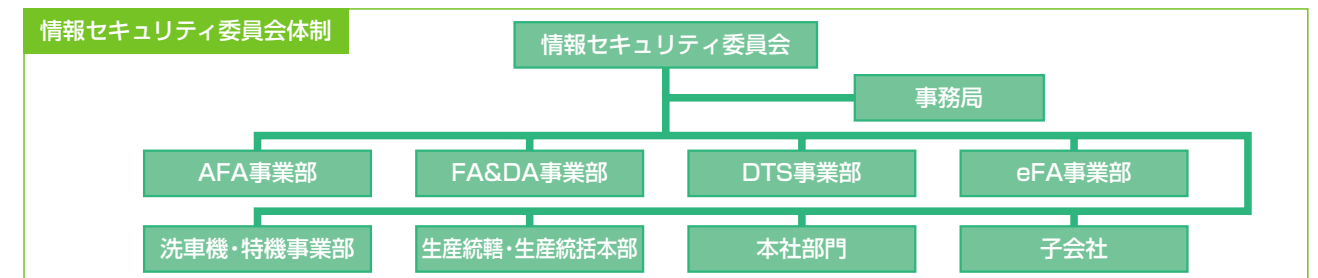 情報セキュリティ委員会体制
情報セキュリティ委員会
事務局
AFA事業部
FA&DA事業部
DTS事業部
eFA事業部
洗車機・特機事業部
生産統轄・生産統括本部
本社部門
子会社